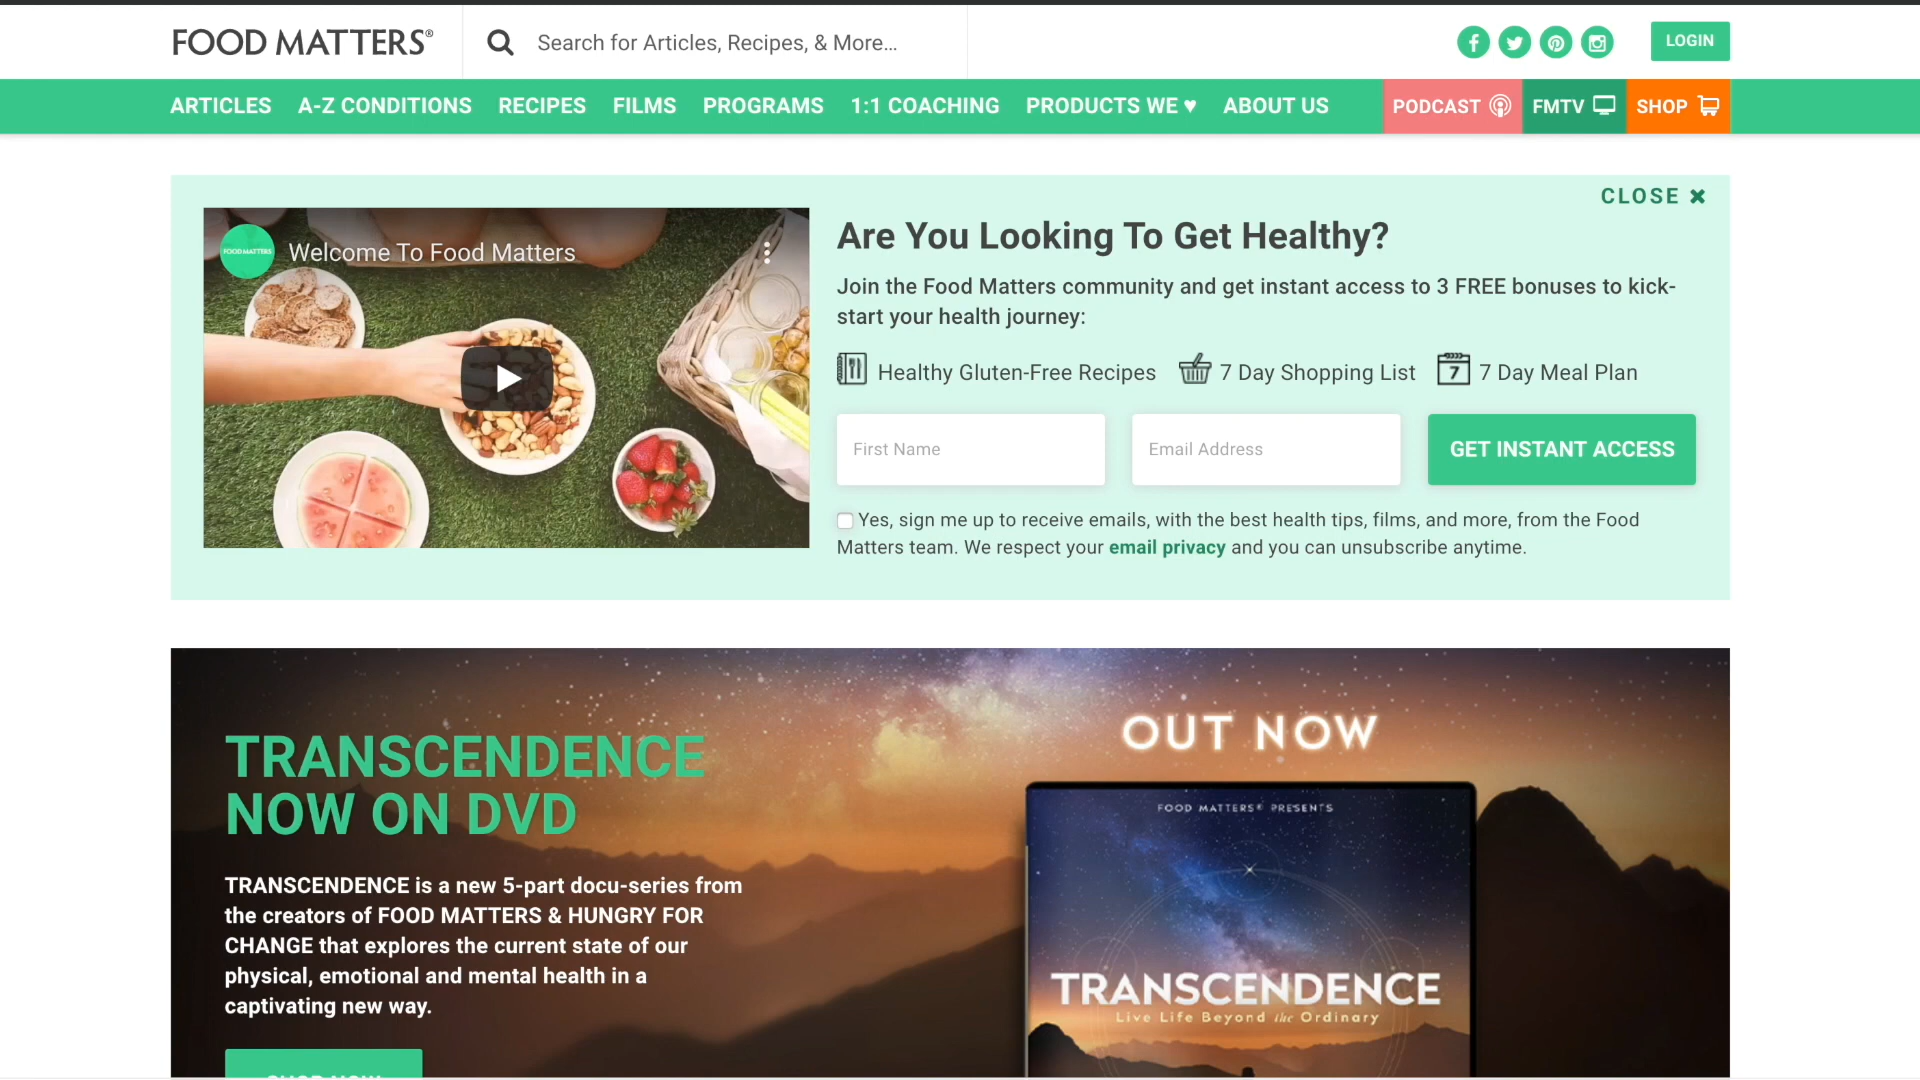 FOOD MATTERS®
Search for Articles, Recipes, & More...
LOGIN
ARTICLES
A-Z CONDITIONS
RECIPES
FILMS
PROGRAMS
1:1 COACHING
PRODUCTS WE ♥
ABOUT US
PODCAST
FMTV
SHOP
CLOSE ✖
FOOD MATTERS
Welcome To Food Matters
Are You Looking To Get Healthy?
Join the Food Matters community and get instant access to 3 FREE bonuses to kick-
start your health journey:
Healthy Gluten-Free Recipes
7 Day Shopping List
7
7 Day Meal Plan
First Name
Email Address
GET INSTANT ACCESS
Yes, sign me up to receive emails, with the best health tips, films, and more, from the Food
Matters team. We respect your email privacy and you can unsubscribe anytime.
TRANSCENDENCE
NOW ON DVD
TRANSCENDENCE is a new 5-part docu-series from
the creators of FOOD MATTERS & HUNGRY FOR
CHANGE that explores the current state of our
physical, emotional and mental health in a
captivating new way.
SHOP NOW
OUT NOW
FOOD MATTERS® PRESENTS
TRANSCENDENCE
Live Life Beyond the Ordinary